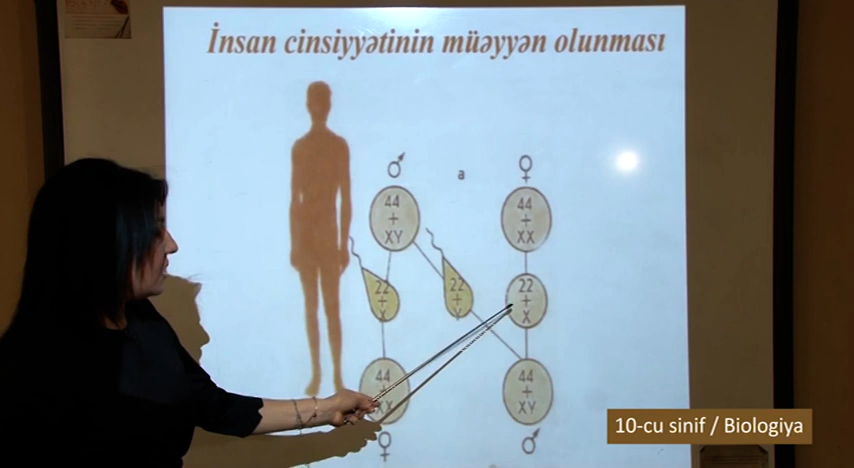 İnsan cinsiyyətinin müəyyən olunması
♂ a ♀
44 44
+ +
XY XX
22 22 22
+ + +
X Y X
44 44
+ +
XX XY
♀ ♂
10-cu sinif / Biologiya